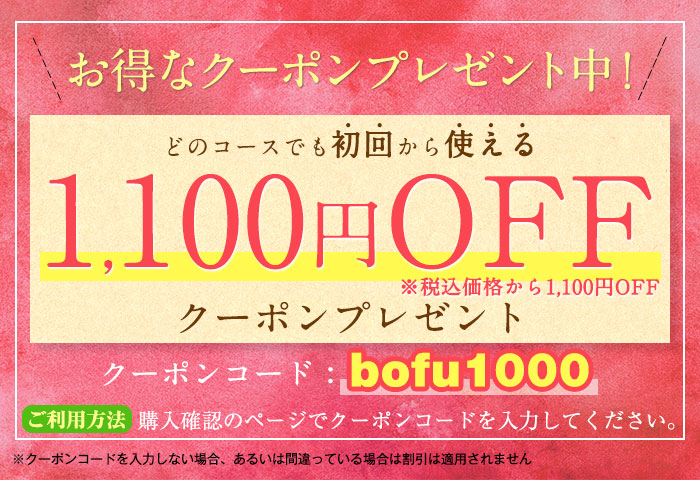 お得なクーポンプレゼント中！
どのコースでも初回から使える
1,100円OFF
※税込価格から1,100円OFF
クーポンプレゼント
クーポンコード：bofu1000
ご利用方法 購入確認のページでクーポンコードを入力してください。
※クーポンコードを入力しない場合、あるいは間違っている場合は割引は適用されません